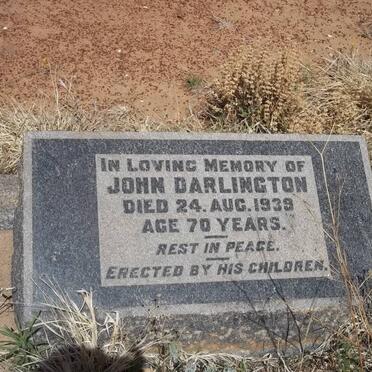 IN LOVING MEMORY OF
JOHN DARLINGTON
DIED 24. AUG. 1939
AGE 70 YEARS.
REST IN PEACE.
ERECTED BY HIS CHILDREN.